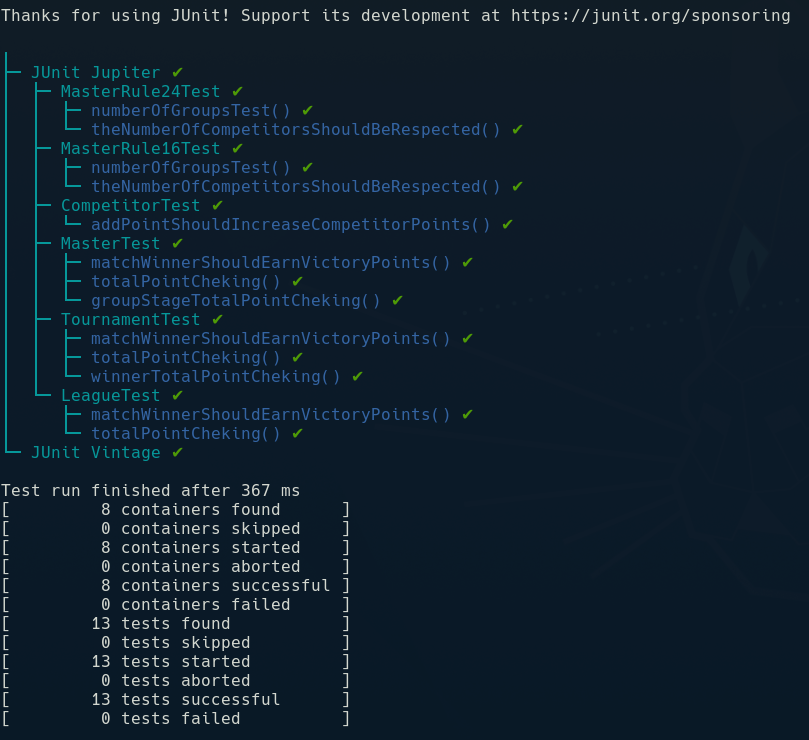 Thanks for using JUnit! Support its development at https://junit.org/sponsoring
├─ JUnit Jupiter ✔
│  ├─ MasterRule24Test ✔
│  │  ├─ numberOfGroupsTest() ✔
│  │  └─ theNumberOfCompetitorsShouldBeRespected() ✔
│  ├─ MasterRule16Test ✔
│  │  ├─ numberOfGroupsTest() ✔
│  │  └─ theNumberOfCompetitorsShouldBeRespected() ✔
│  ├─ CompetitorTest ✔
│  │  └─ addPointShouldIncreaseCompetitorPoints() ✔
│  ├─ MasterTest ✔
│  │  ├─ matchWinnerShouldEarnVictoryPoints() ✔
│  │  ├─ totalPointCheking() ✔
│  │  └─ groupStageTotalPointCheking() ✔
│  ├─ TournamentTest ✔
│  │  ├─ matchWinnerShouldEarnVictoryPoints() ✔
│  │  ├─ totalPointCheking() ✔
│  │  └─ winnerTotalPointCheking() ✔
│  └─ LeagueTest ✔
│     ├─ matchWinnerShouldEarnVictoryPoints() ✔
│     └─ totalPointCheking() ✔
└─ JUnit Vintage ✔
Test run finished after 367 ms
[         8 containers found      ]
[         0 containers skipped    ]
[         8 containers started    ]
[         0 containers aborted    ]
[         8 containers successful ]
[         0 containers failed     ]
[        13 tests found           ]
[         0 tests skipped         ]
[        13 tests started         ]
[         0 tests aborted         ]
[        13 tests successful      ]
[         0 tests failed          ]